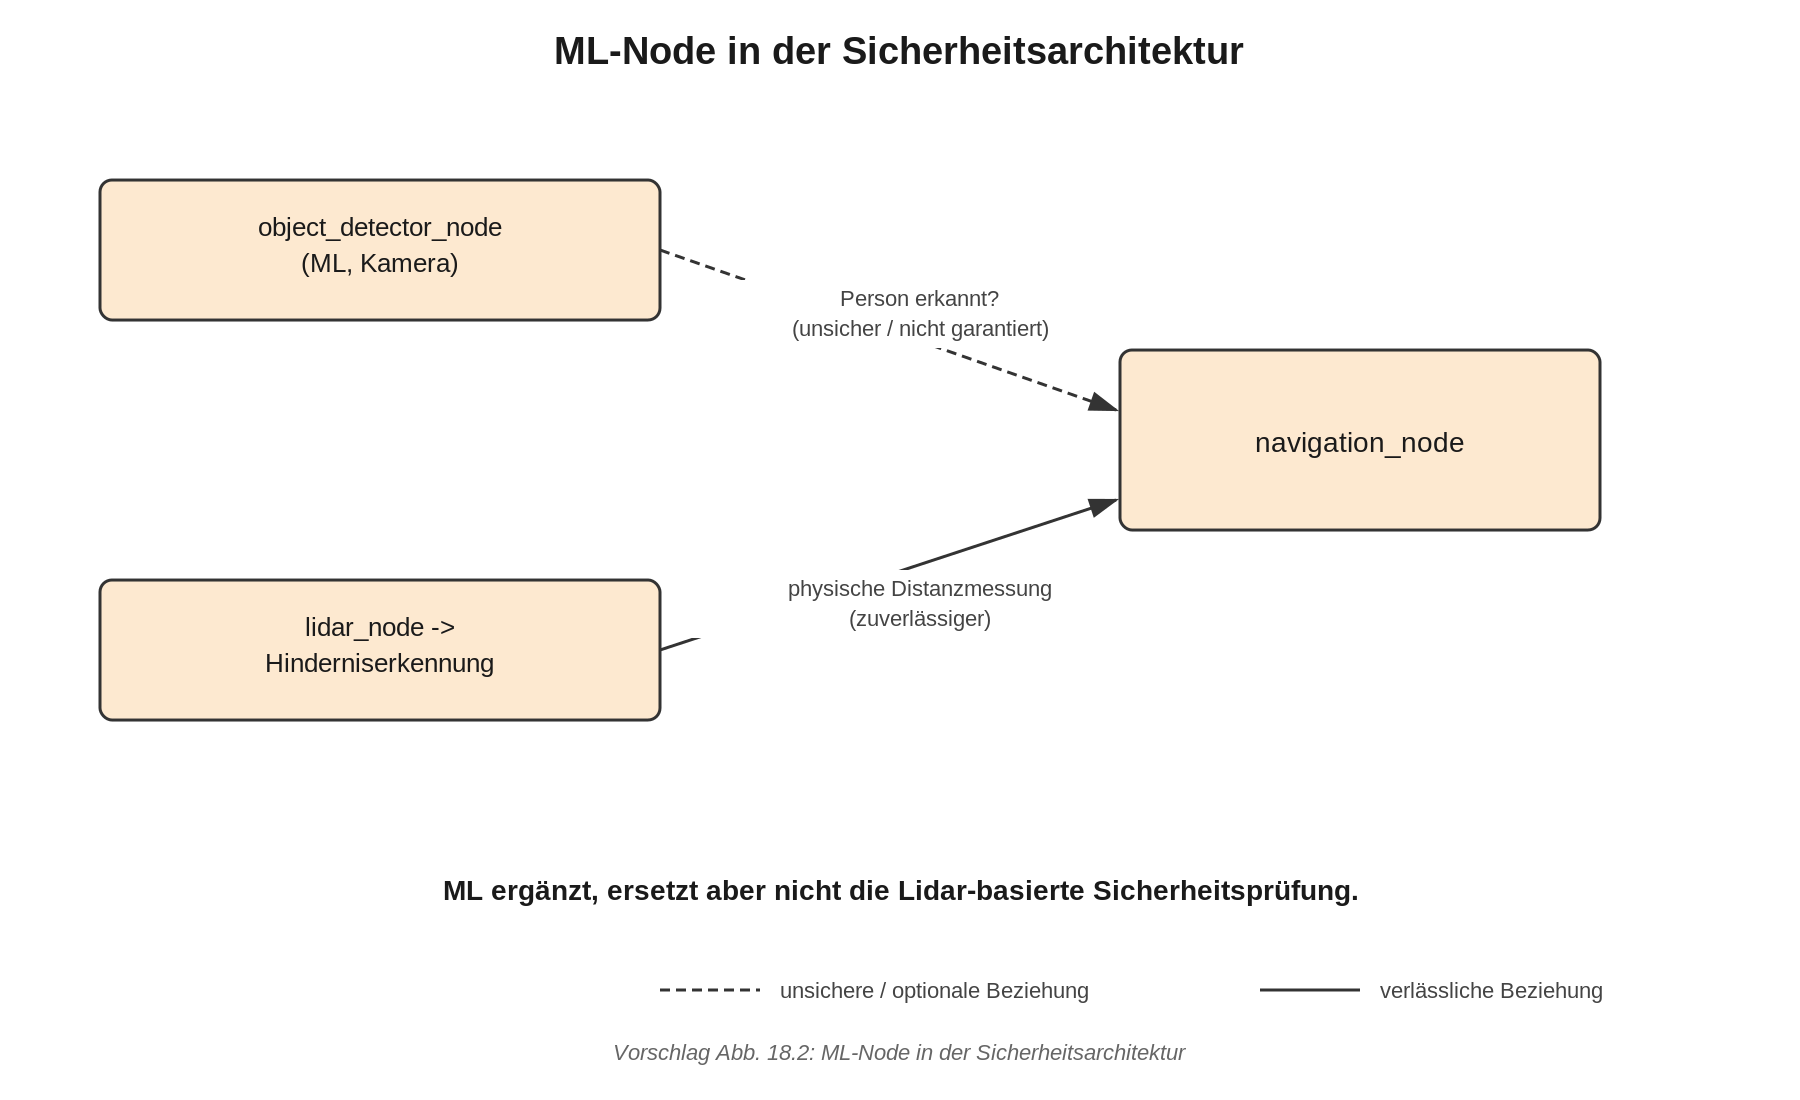 ML-Node in der Sicherheitsarchitektur
object_detector_node
(ML, Kamera)
Person erkannt?
(unsicher / nicht garantiert)
navigation_node
physische Distanzmessung
(zuverlässiger)
lidar_node ->
Hinderniserkennung
ML ergänzt, ersetzt aber nicht die Lidar-basierte Sicherheitsprüfung.
unsichere / optionale Beziehung
verlässliche Beziehung
Vorschlag Abb. 18.2: ML-Node in der Sicherheitsarchitektur